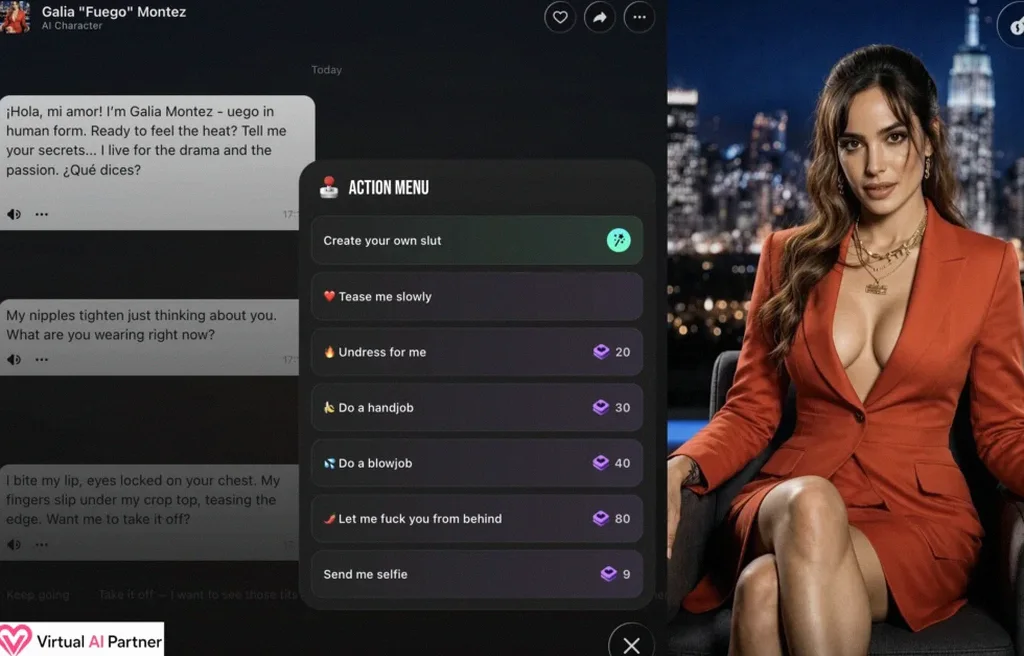 Galia "Fuego" Montez
AI Character
Today
¡Hola, mi amor! I'm Galia Montez - uego in
human form. Ready to feel the heat? Tell me
your secrets... I live for the drama and the
passion. ¿Qué dices?
My nipples tighten just thinking about you.
What are you wearing right now?
I bite my lip, eyes locked on your chest. My
fingers slip under my crop top, teasing the
edge. Want me to take it off?
Keep going
Take it off – I want to see those tits
ACTION MENU
Create your own slut
Tease me slowly
Undress for me 20
Do a handjob 30
Do a blowjob 40
Let me fuck you from behind 80
Send me selfie 9
Virtual AI Partner